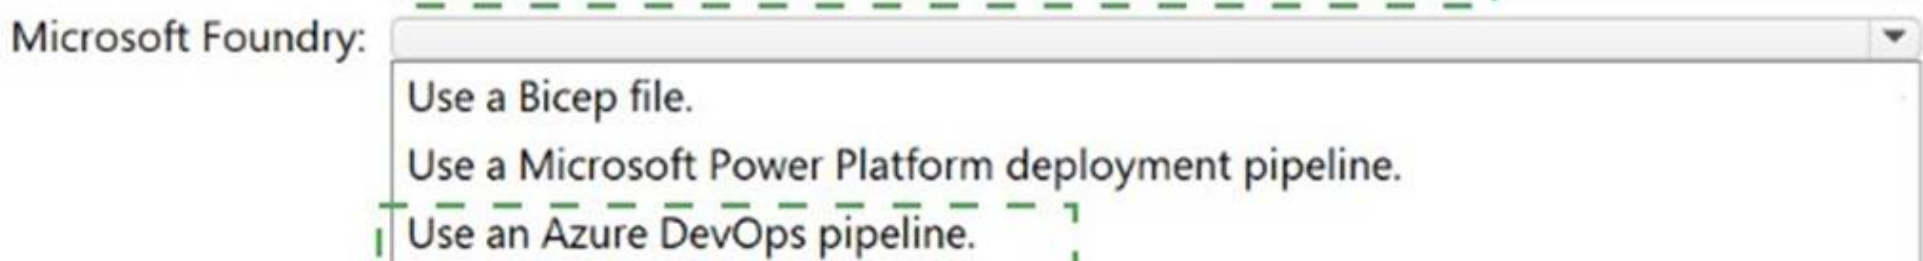 Microsoft Foundry:
Use a Bicep file.
Use a Microsoft Power Platform deployment pipeline.
Use an Azure DevOps pipeline.